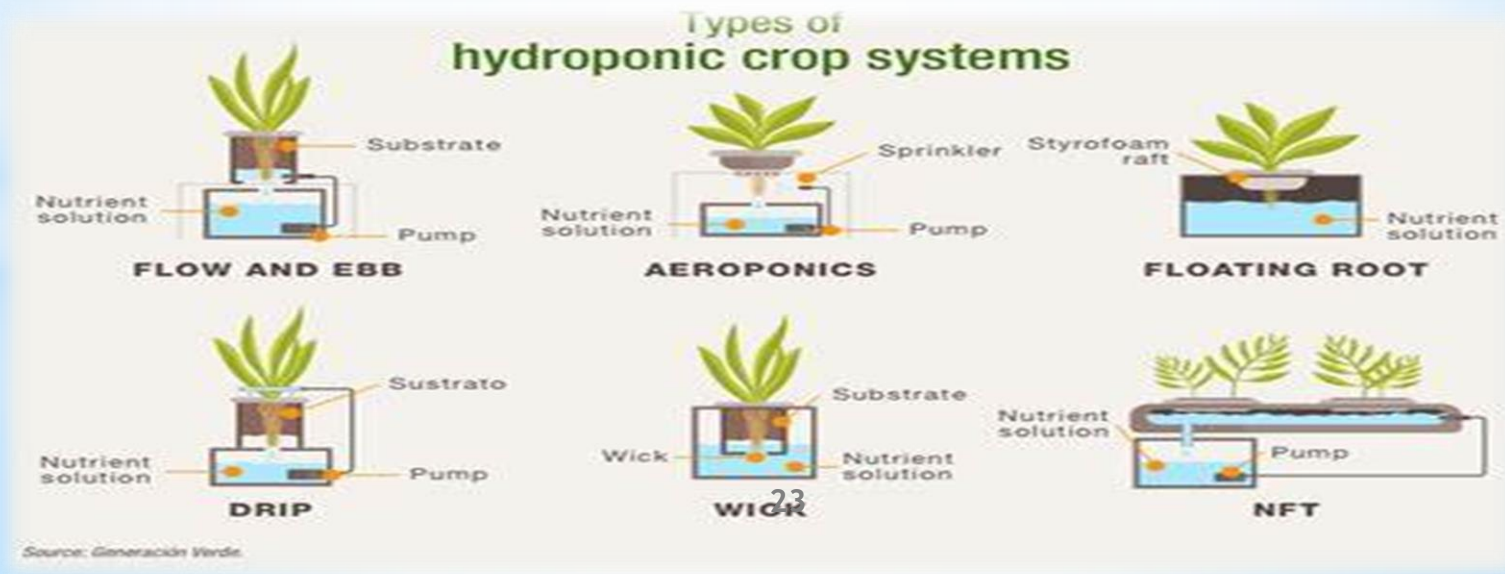 Types of
hydroponic crop systems
Substrate
Nutrient
solution
Pump
FLOW AND EBB
Sprinkler
Nutrient
solution
Pump
AEROPONICS
Styrofoam
raft
Nutrient
solution
FLOATING ROOT
Sustrato
Nutrient
solution
Pump
DRIP
Substrate
Wick
Nutrient
solution
WICK
23
Nutrient
solution
Pump
NFT
Source: Generación Verde.